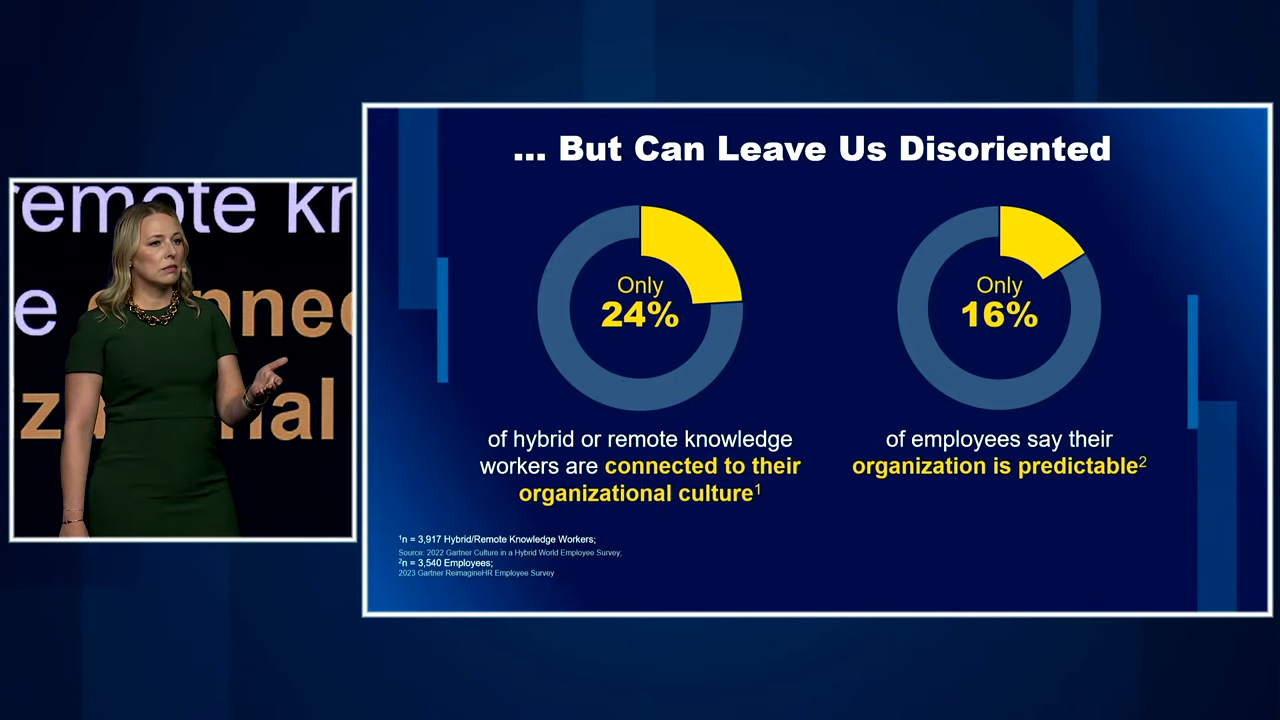 remote
... But Can Leave Us Disoriented
Only
24%
of hybrid or remote knowledge
workers are connected to their
organizational culture1
Only
16%
of employees say their
organization is predictable2
1n = 3,917 Hybrid/Remote Knowledge Workers;
Source: 2022 Gartner Culture in a Hybrid World Employee Survey;
2n = 3,540 Employees;
2023 Gartner ReimagineHR Employee Survey